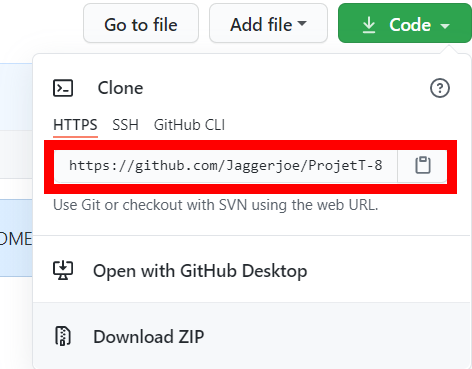 Go to file Add file Code
Clone
HTTPS SSH GitHub CLI
https://github.com/Jaggerjoe/ProjetT-8
Use Git or checkout with SVN using the web URL.
OME
Open with GitHub Desktop
Download ZIP